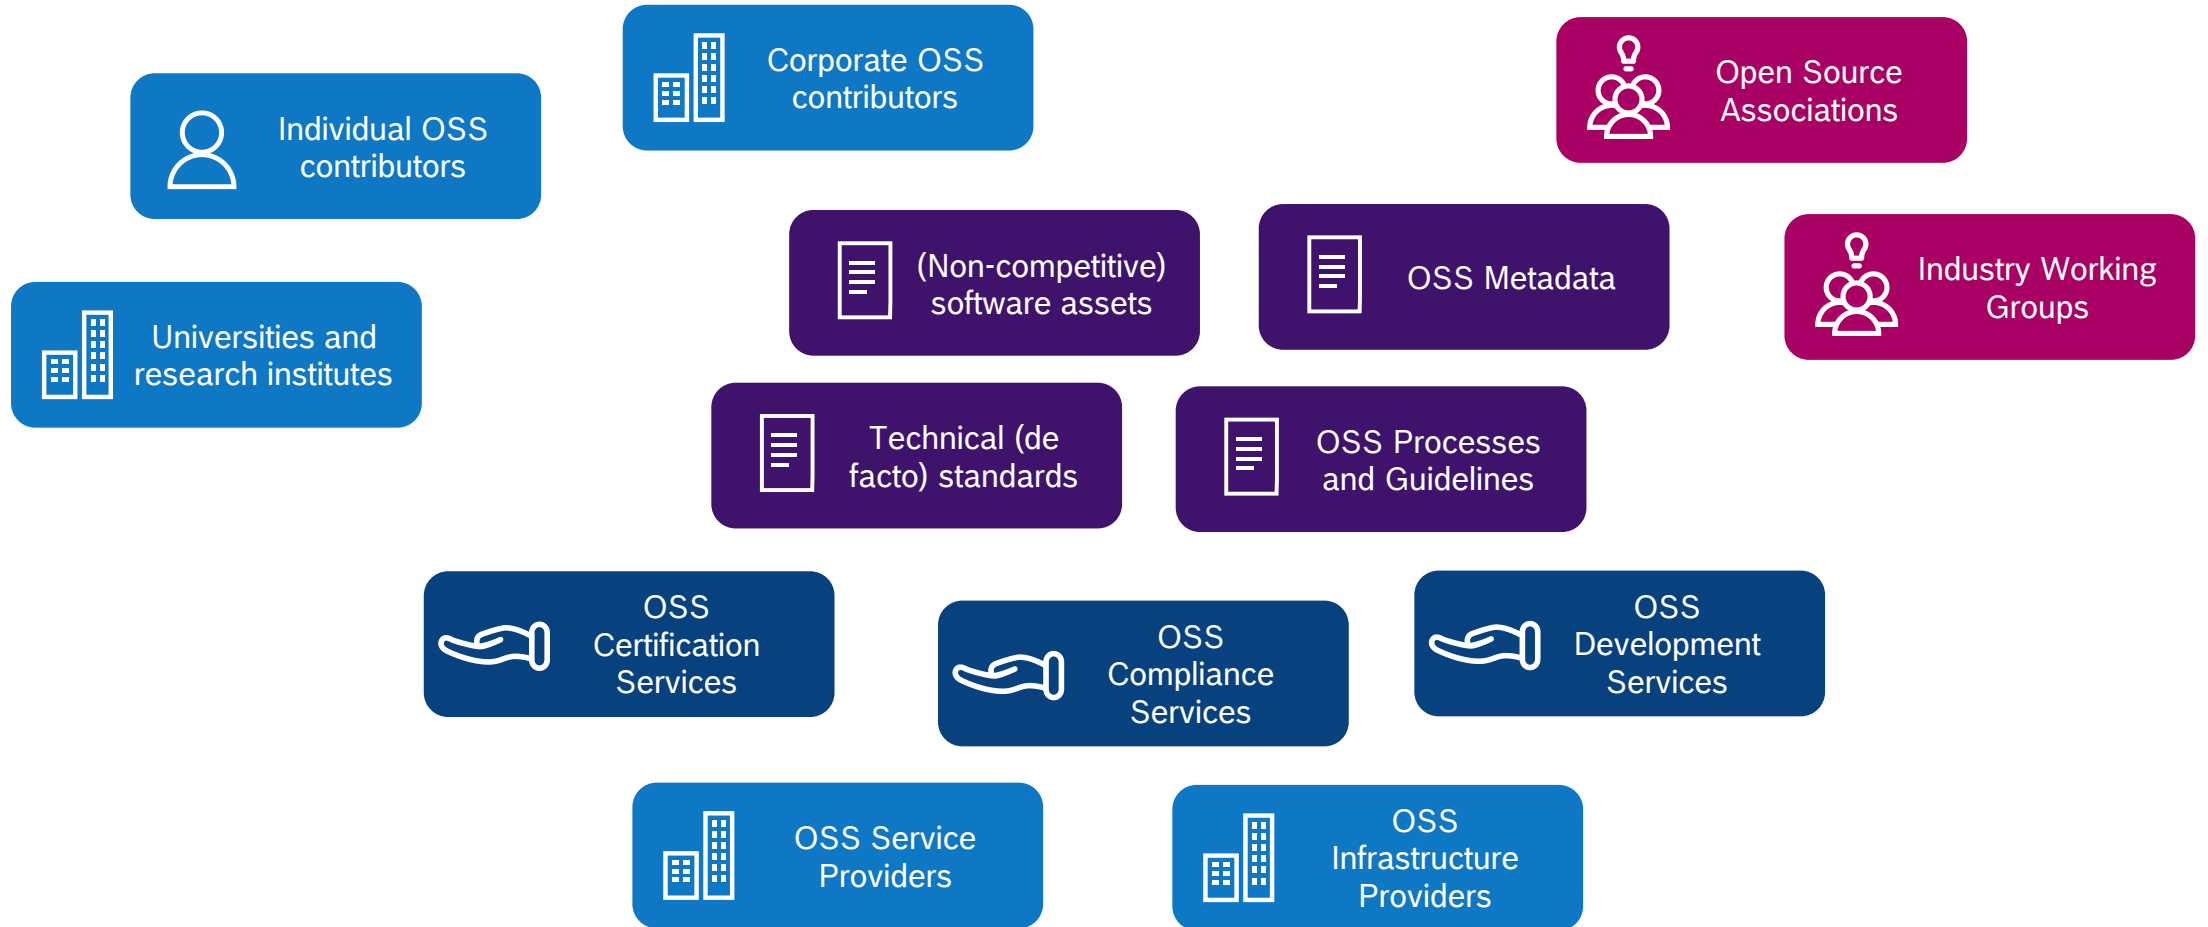 Corporate OSS
contributors
Open Source
Associations
Individual OSS
contributors
(Non-competitive)
software assets
OSS Metadata
Industry Working
Groups
Universities and
research institutes
Technical (de
facto) standards
OSS Processes
and Guidelines
OSS
Certification
Services
OSS
Compliance
Services
OSS
Development
Services
OSS Service
Providers
OSS
Infrastructure
Providers